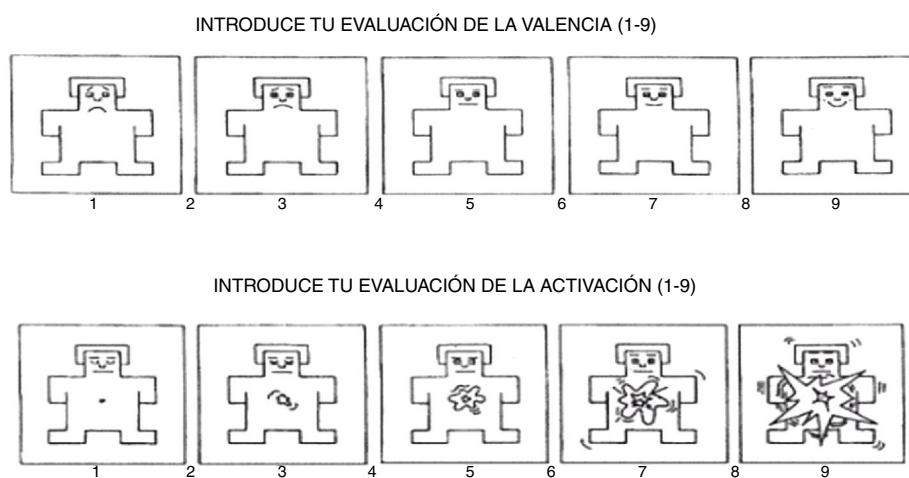 INTRODUCE TU EVALUACIÓN DE LA VALENCIA (1-9)
1 2 3 4 5 6 7 8 9
INTRODUCE TU EVALUACIÓN DE LA ACTIVACIÓN (1-9)
1 2 3 4 5 6 7 8 9